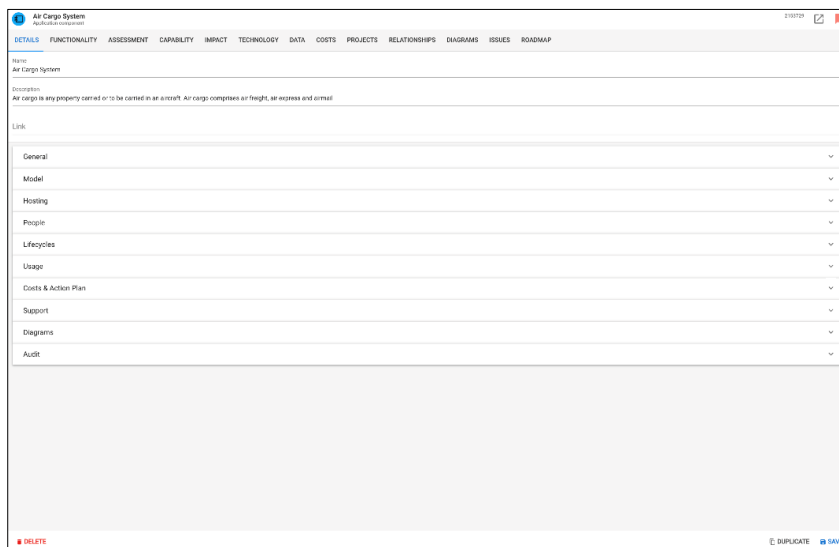 Air Cargo System
Application component
2103729
DETAILS FUNCTIONALITY ASSESSMENT CAPABILITY IMPACT TECHNOLOGY DATA COSTS PROJECTS RELATIONSHIPS DIAGRAMS ISSUES ROADMAP
Name
Air Cargo System
Description
Air cargo is any property carried or to be carried in an aircraft. Air cargo comprises air freight, air express and airmail
Link
General
Model
Hosting
People
Lifecycles
Usage
Costs & Action Plan
Support
Diagrams
Audit
DELETE DUPLICATE SAV